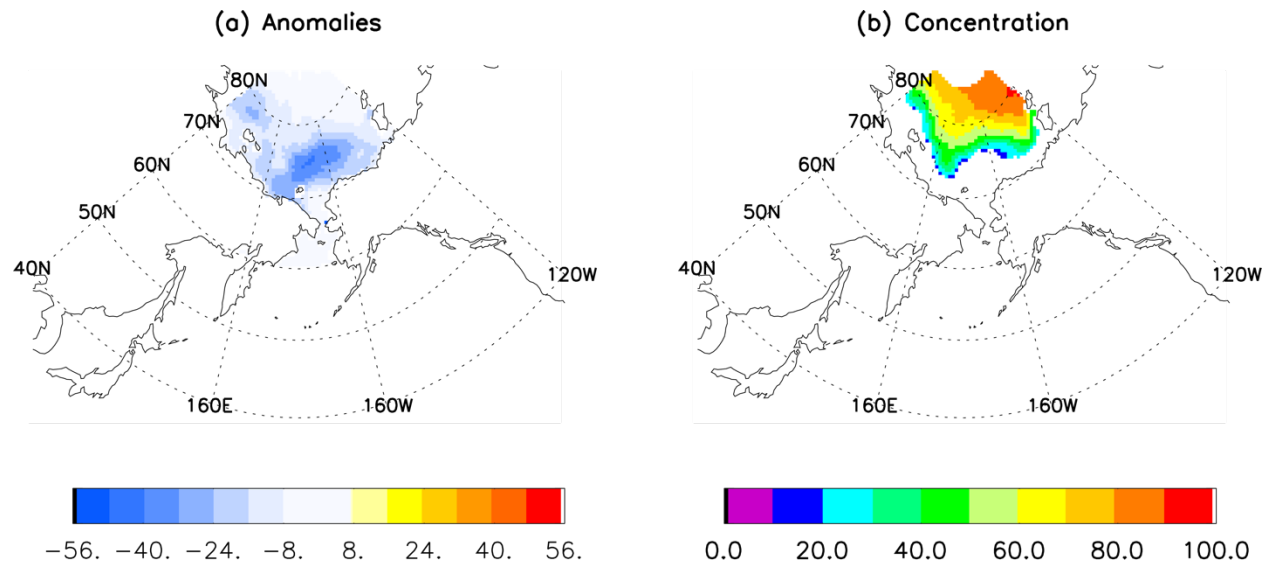 (a) Anomalies
80N
70N
60N
50N
40N
120W
160E
160W
-56. -40. -24. -8. 8. 24. 40. 56.
(b) Concentration
80N
70N
60N
50N
40N
120W
160E
160W
0.0 20.0 40.0 60.0 80.0 100.0